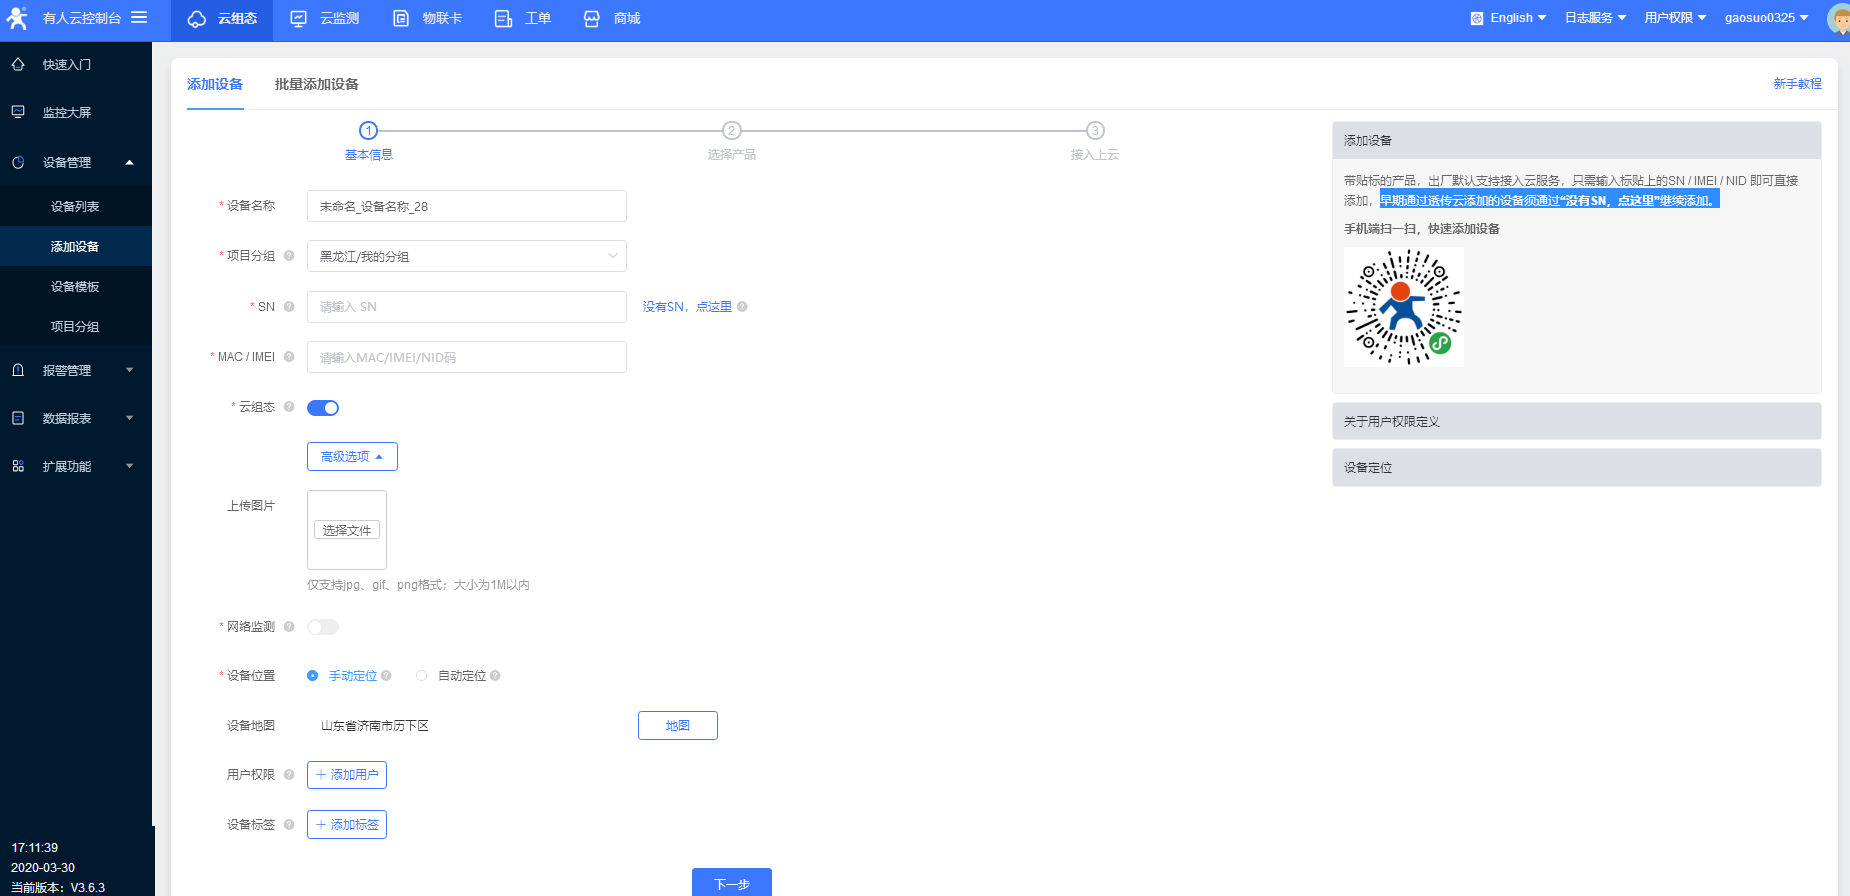 有人云控制台
云组态
云监测
物联卡
工单
商城
English
日志服务
用户权限
gaosuo0325
快速入门
监控大屏
设备管理
设备列表
添加设备
设备模板
项目分组
报警管理
数据报表
扩展功能
17:11:39
2020-03-30
当前版本：V3.6.3
添加设备
批量添加设备
新手教程
1
2
3
基本信息
选择产品
接入上云
* 设备名称
未命名_设备名称_28
* 项目分组
黑龙江/我的分组
* SN
请输入 SN
没有SN，点这里
* MAC / IMEI
请输入MAC/IMEI/NID码
* 云组态
高级选项
上传图片
选择文件
仅支持jpg、gif、png格式；大小为1M以内
* 网络监测
* 设备位置
手动定位
自动定位
设备地图
山东省济南市历下区
地图
用户权限
+ 添加用户
设备标签
+ 添加标签
下一步
添加设备
带贴标的产品，出厂默认支持接入云服务，只需输入标贴上的SN / IMEI / NID 即可直接
添加，早期通过透传云添加的设备须通过“没有SN，点这里”继续添加。
手机端扫一扫，快速添加设备
关于用户权限定义
设备定位